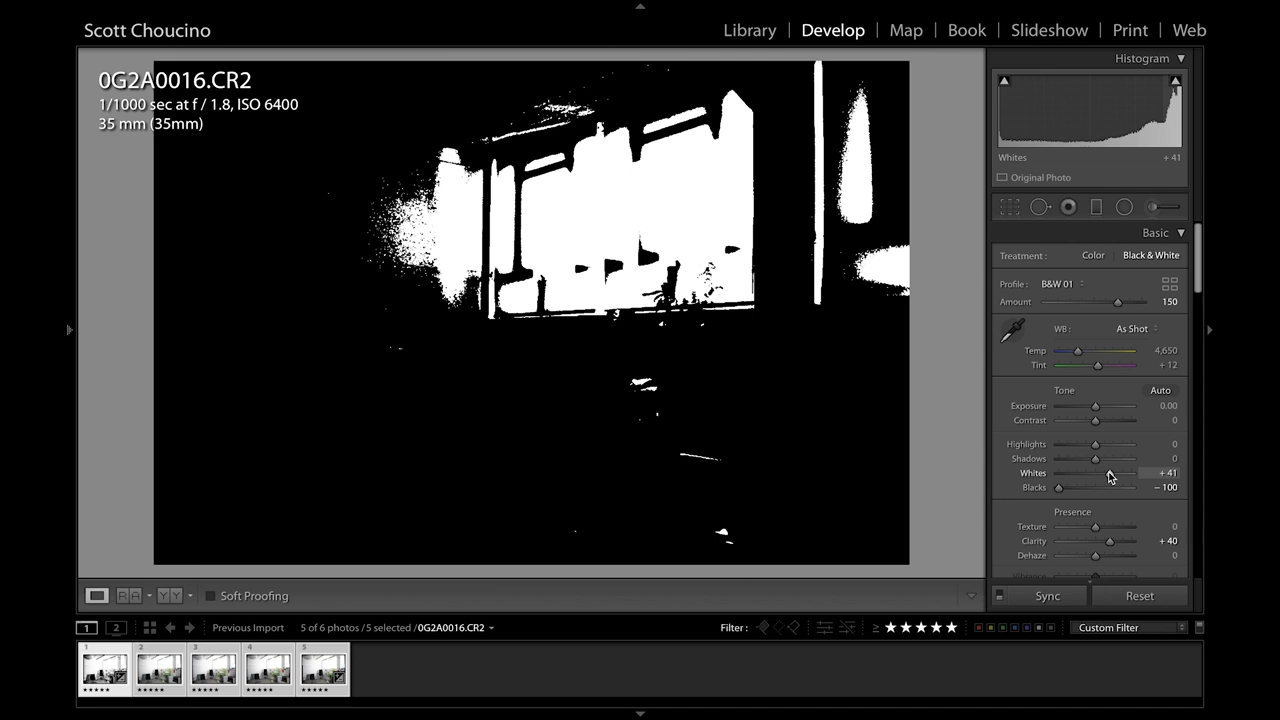 Scott Choucino
Library | Develop | Map | Book | Slideshow | Print | Web
0G2A0016.CR2
1/1000 sec at f / 1.8, ISO 6400
35 mm (35mm)
Histogram
Whites + 41
Original Photo
Basic
Treatment : Color Black & White
Profile : B&W 01
Amount 150
WB : As Shot
Temp 4,650
Tint + 12
Tone Auto
Exposure 0.00
Contrast 0
Highlights 0
Shadows 0
Whites + 41
Blacks – 100
Presence
Texture 0
Clarity + 40
Dehaze 0
Vibrance 0
R A Y Y Soft Proofing
Sync Reset
1 2 Previous Import 5 of 6 photos / 5 selected / 0G2A0016.CR2 Filter : ≥ ★★★★★ Custom Filter
1 2 3 4 5
★★★★★ ★★★★★ ★★★★★ ★★★★★ ★★★★★